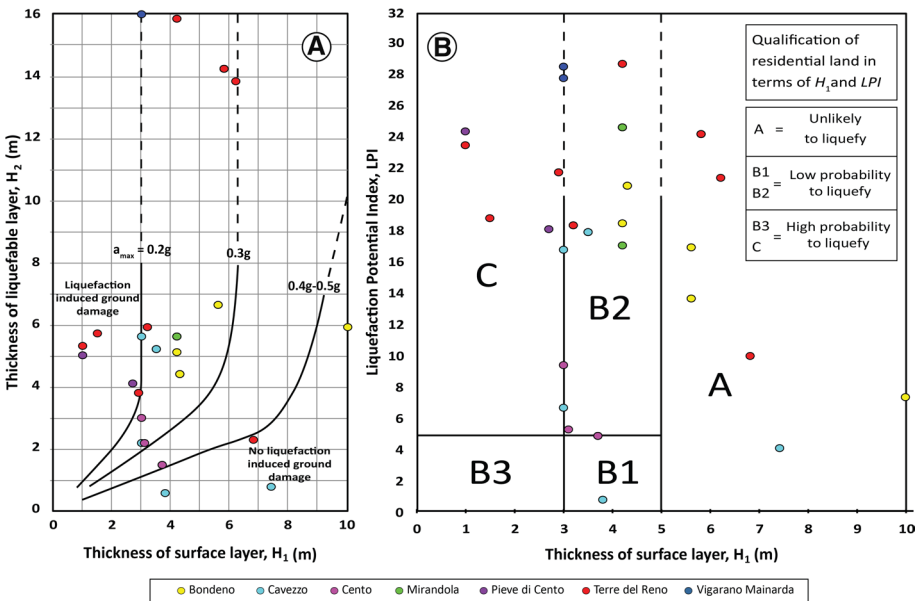 A
16
14
12
10
8
6
4
2
0
Thickness of liquefable layer, H2 (m)
amax = 0.2g
0.3g
0.4g-0.5g
Liquefaction
induced ground
damage
No liquefaction
induced ground
damage
0 2 4 6 8 10
Thickness of surface layer, H1 (m)
B
32
30
28
26
24
22
20
18
16
14
12
10
8
6
4
2
0
Liquefaction Potential Index, LPI
C
B2
A
B3
B1
Qualification of
residential land in
terms of H1and LPI
A = Unlikely
to liquefy
B1
B2 = Low probability
to liquefy
B3
C = High probability
to liquefy
0 1 2 3 4 5 6 7 8 9 10
Thickness of surface layer, H1 (m)
Bondeno Cavezzo Cento Mirandola Pieve di Cento Terre del Reno Vigarano Mainarda